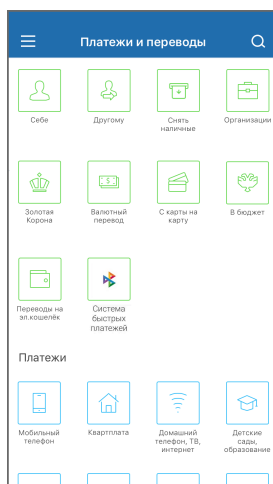 Платежи и переводы
Себе
Другому
Снять
наличные
Организации
Золотая
Корона
Валютный
перевод
С карты на
карту
В бюджет
Переводы на
эл.кошелёк
Система
быстрых
платежей
Платежи
Мобильный
телефон
Квартплата
Домашний
телефон, ТВ,
интернет
Детские
сады,
образование